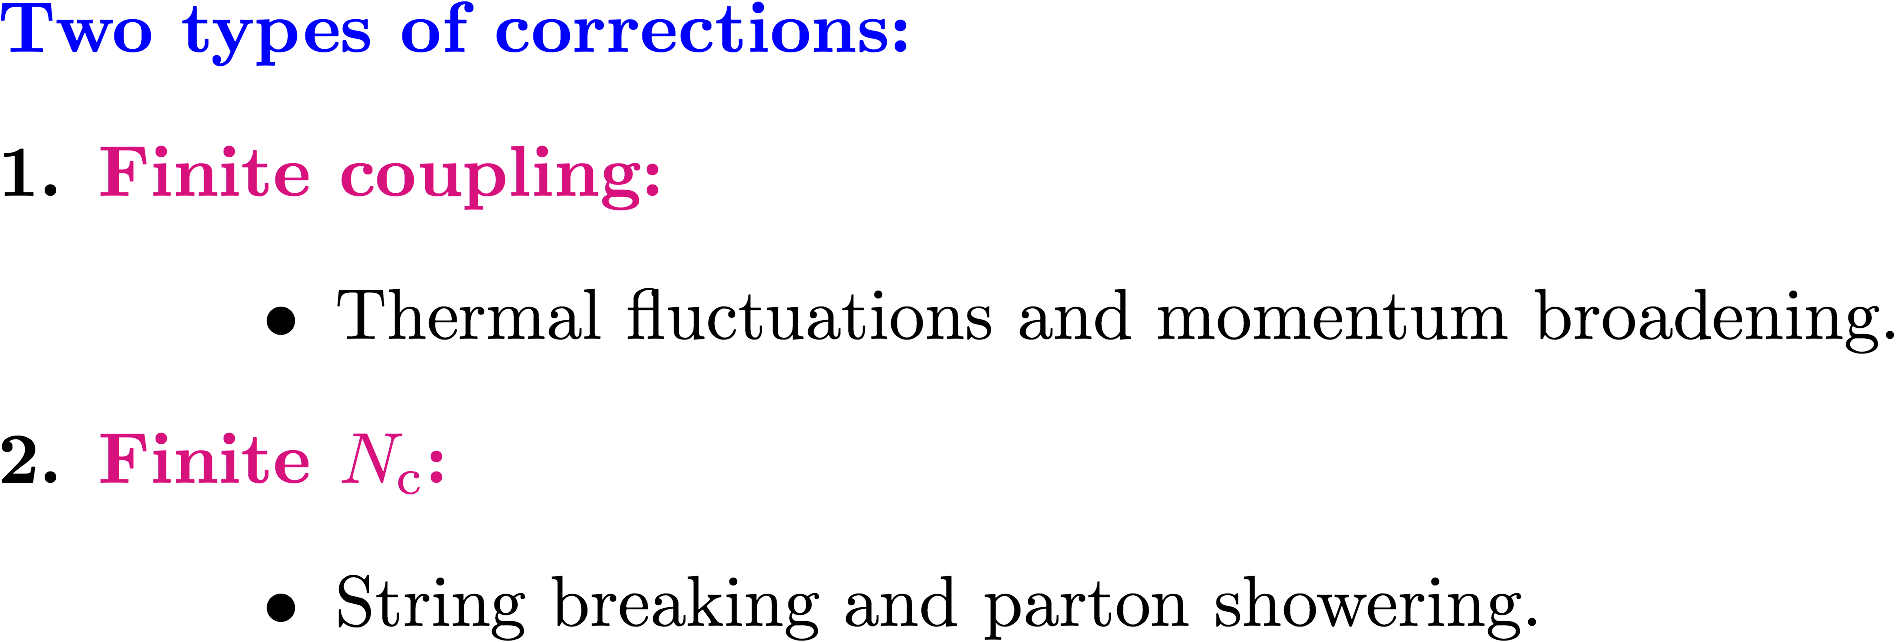 Two types of corrections:
1. Finite coupling:
• Thermal fluctuations and momentum broadening.
2. Finite N_c:
• String breaking and parton showering.